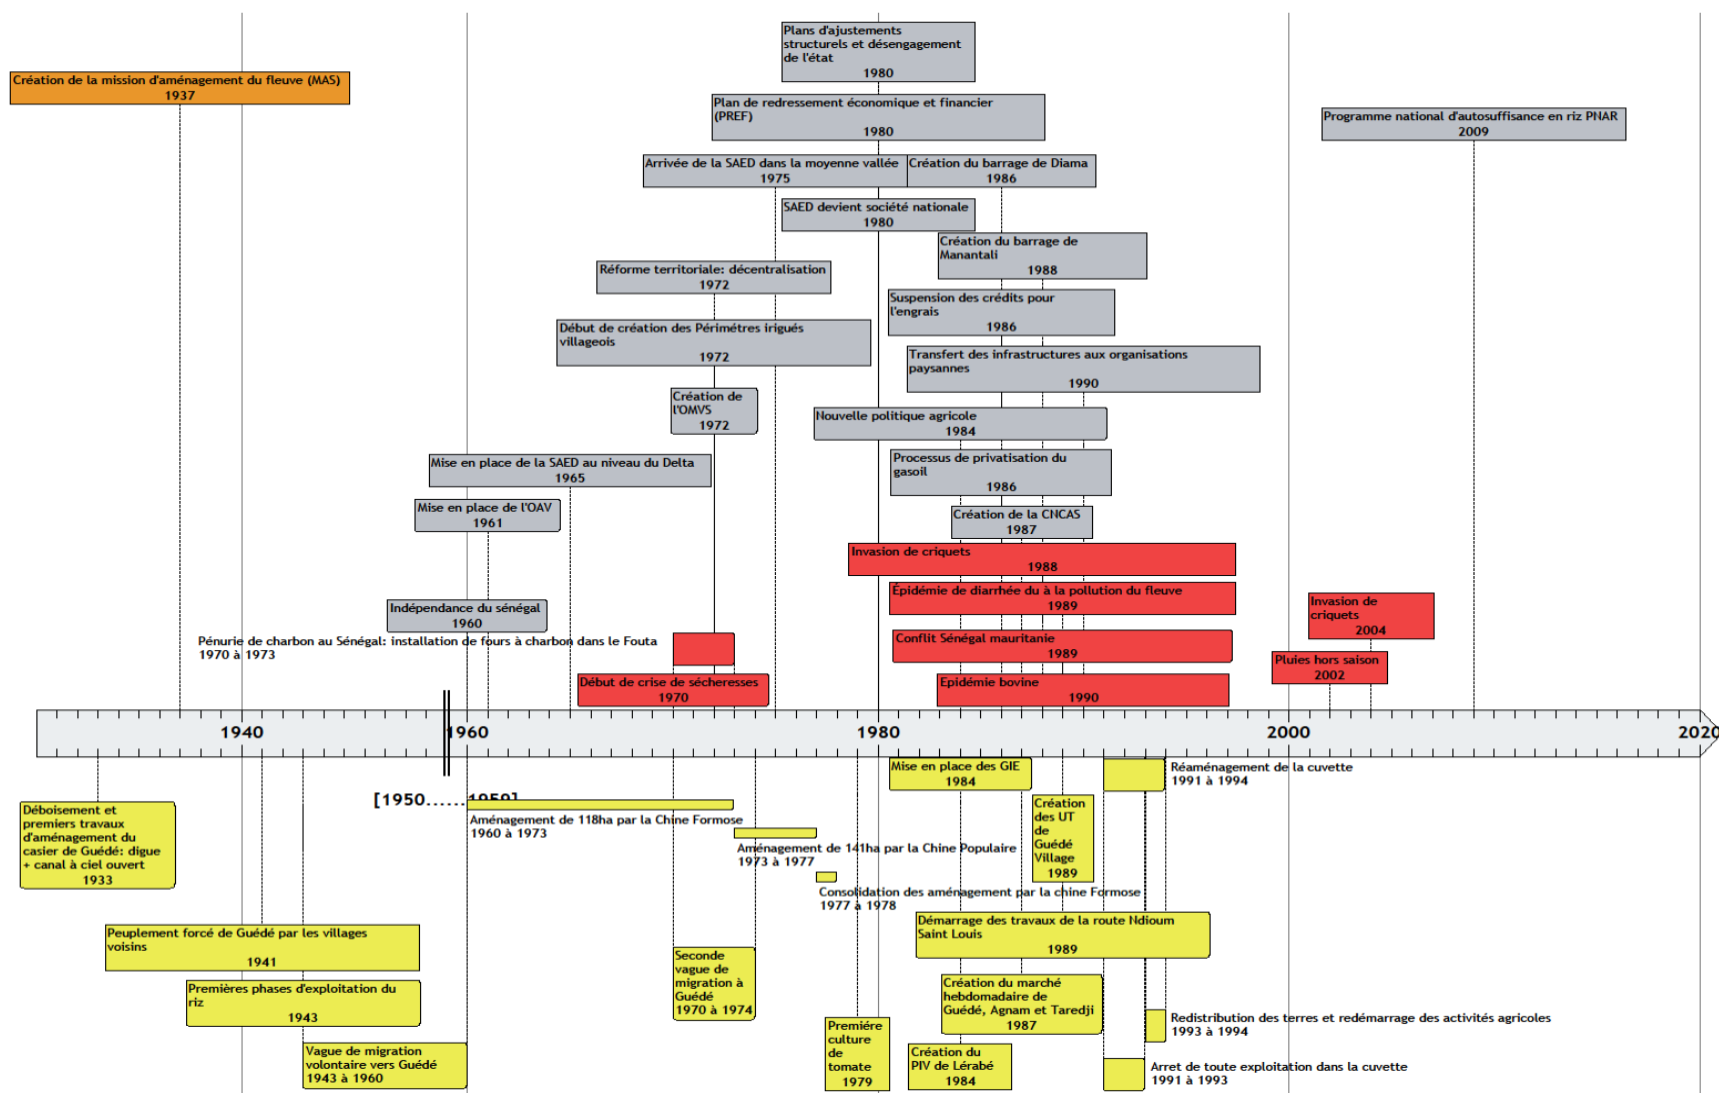 Plans d'ajustements
structurels et désengagement
de l'état
1980
Création de la mission d'aménagement du fleuve (MAS)
1937
Plan de redressement économique et financier
(PREF)
1980
Programme national d'autosuffisance en riz PNAR
2009
Arrivée de la SAED dans la moyenne vallée
1975
Création du barrage de Diama
1986
SAED devient société nationale
1980
Création du barrage de
Manantali
1988
Réforme territoriale: décentralisation
1972
Suspension des crédits pour
l'engrais
1986
Début de création des Périmétres irigués
villageois
1972
Transfert des infrastructures aux organisations
paysannes
1990
Création de
l'OMVS
1972
Nouvelle politique agricole
1984
Mise en place de la SAED au niveau du Delta
1965
Processus de privatisation du
gasoil
1986
Mise en place de l'OAV
1961
Création de la CNCAS
1987
Invasion de criquets
1988
Épidémie de diarrhée du à la pollution du fleuve
1989
Indépendance du sénégal
1960
Invasion de
criquets
2004
Pénurie de charbon au Sénégal: installation de fours à charbon dans le Fouta
1970 à 1973
Conflit Sénégal mauritanie
1989
Pluies hors saison
2002
Début de crise de sécheresses
1970
Epidémie bovine
1990
1940
1960
1980
2000
2020
Mise en place des GIE
1984
Réaménagement de la cuvette
1991 à 1994
[1950......1959]
Déboisement et
premiers travaux
d'aménagement du
casier de Guédé: digue
+ canal à ciel ouvert
1933
Aménagement de 118ha par la Chine Formose
1960 à 1973
Création
des UT
de
Guédé
Village
1989
Aménagement de 141ha par la Chine Populaire
1973 à 1977
Consolidation des aménagement par la chine Formose
1977 à 1978
Peuplement forcé de Guédé par les villages
voisins
1941
Démarrage des travaux de la route Ndioum
Saint Louis
1989
Seconde
vague de
migration à
Guédé
1970 à 1974
Premières phases d'exploitation du
riz
1943
Création du marché
hebdomadaire de
Guédé, Agnam et Taredji
1987
Redistribution des terres et redémarrage des activités agricoles
1993 à 1994
Premiére
culture
de
tomate
1979
Vague de migration
volontaire vers Guédé
1943 à 1960
Création du
PIV de Lérabé
1984
Arret de toute exploitation dans la cuvette
1991 à 1993